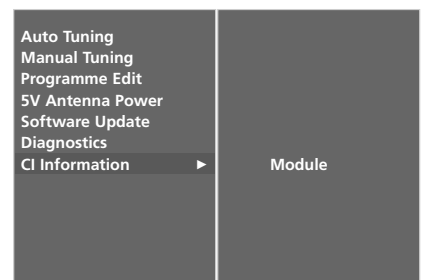 Auto Tuning
Manual Tuning
Programme Edit
5V Antenna Power
Software Update
Diagnostics
CI Information ► Module